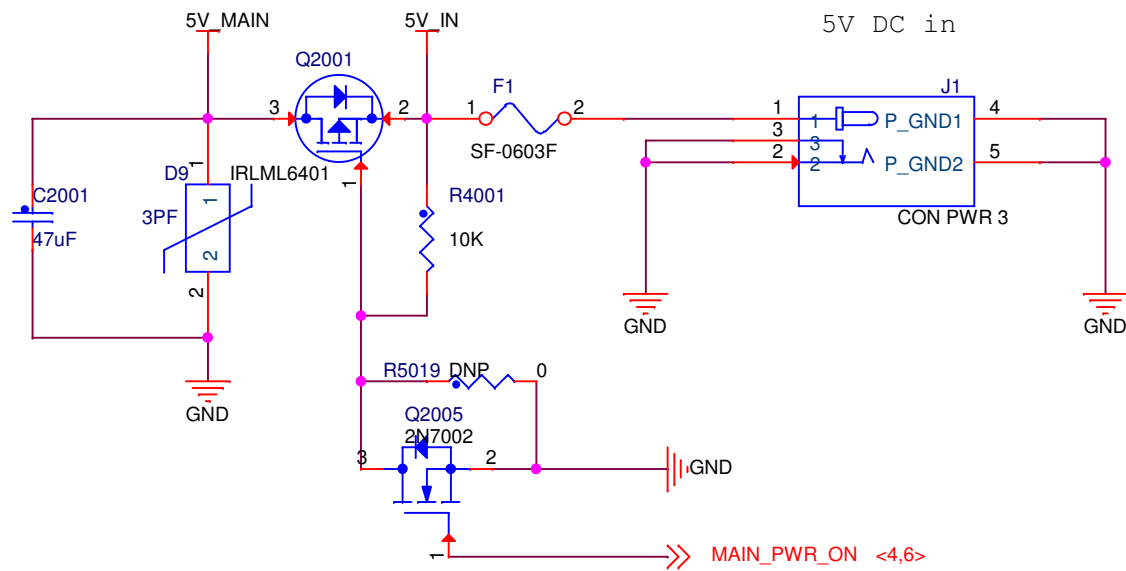 5V_MAIN
5V_IN
5V DC in
Q2001
F1
J1
3
2
1
2
1
1
P_GND1
4
3
3
2
2
P_GND2
5
SF-0603F
1
D9
IRLML6401
1
1
R4001
CON PWR 3
C2001
3PF
47uF
10K
2
2
GND
GND
R5019
DNP
0
GND
Q2005
2N7002
3
2
GND
1
MAIN_PWR_ON <4,6>